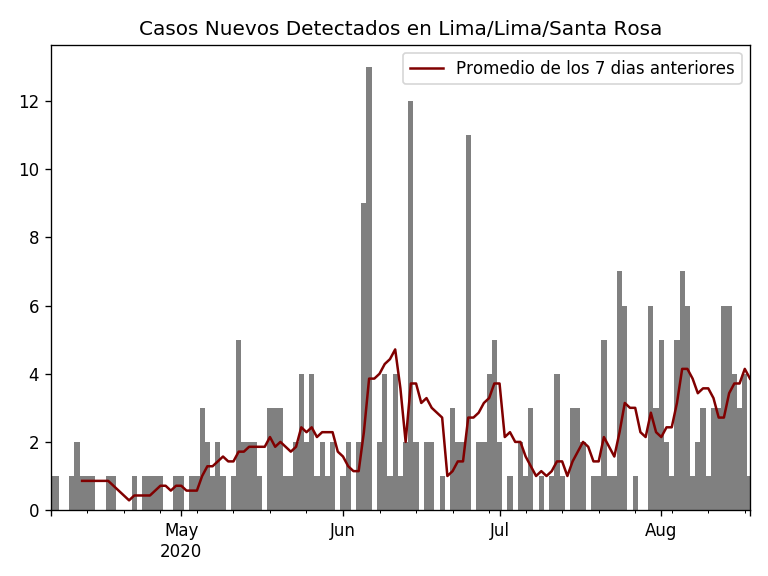 Casos Nuevos Detectados en Lima/Lima/Santa Rosa
Promedio de los 7 dias anteriores
12
10
8
6
4
2
0
May
2020
Jun
Jul
Aug